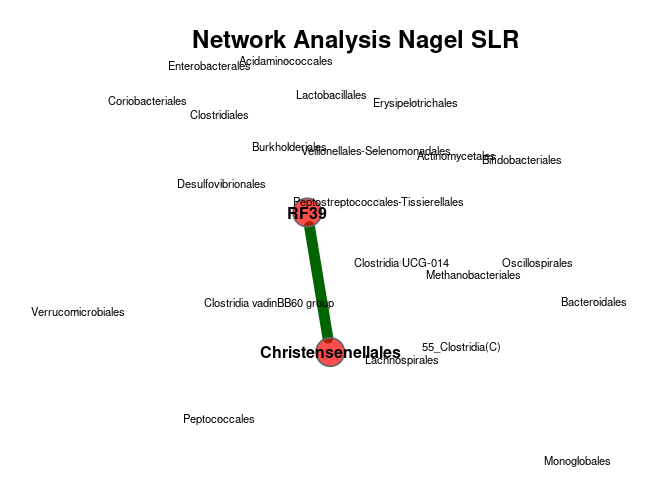 Network Analysis Nagel SLR
Acidaminococcales
Enterobacterales
Lactobacillales
Coriobacteriales
Erysipelotrichales
Clostridiales
Burkholderiales
Veillonellales-Selenomonadales
Actinomycetales
Bifidobacteriales
Desulfovibrionales
Peptostreptococcales-Tissierellales
RF39
Clostridia UCG-014
Oscillospirales
Methanobacteriales
Clostridia vadinBB60 group
Bacteroidales
Verrucomicrobiales
55_Clostridia(C)
Christensenellales
Lachnospirales
Peptococcales
Monoglobales